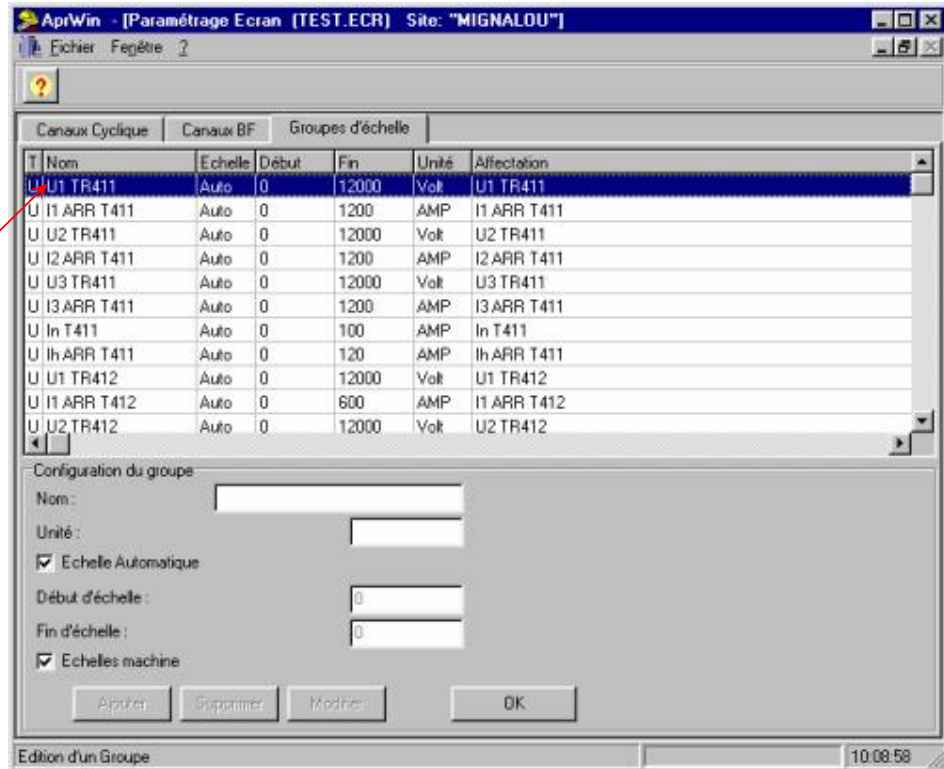 AprWin - [Paramétrage Ecran (TEST.ECR) Site: "MIGNALOU"]
Fichier Fenêtre ?
Canaux Cyclique Canaux BF Groupes d'échelle
T Nom Echelle Début Fin Unité Affectation
U U1 TR411 Auto 0 12000 Volt U1 TR411
U I1 ARR T411 Auto 0 1200 AMP I1 ARR T411
U U2 TR411 Auto 0 12000 Volt U2 TR411
U I2 ARR T411 Auto 0 1200 AMP I2 ARR T411
U U3 TR411 Auto 0 12000 Volt U3 TR411
U I3 ARR T411 Auto 0 1200 AMP I3 ARR T411
U In T411 Auto 0 100 AMP In T411
U Ih ARR T411 Auto 0 120 AMP Ih ARR T411
U U1 TR412 Auto 0 12000 Volt U1 TR412
U I1 ARR T412 Auto 0 600 AMP I1 ARR T412
U U2 TR412 Auto 0 12000 Volt U2 TR412
Configuration du groupe
Nom :
Unité :
Echelle Automatique
Début d'échelle : 0
Fin d'échelle : 0
Echelles machine
Ajouter Supprimer Modifier OK
Edition d'un Groupe 10:08:58